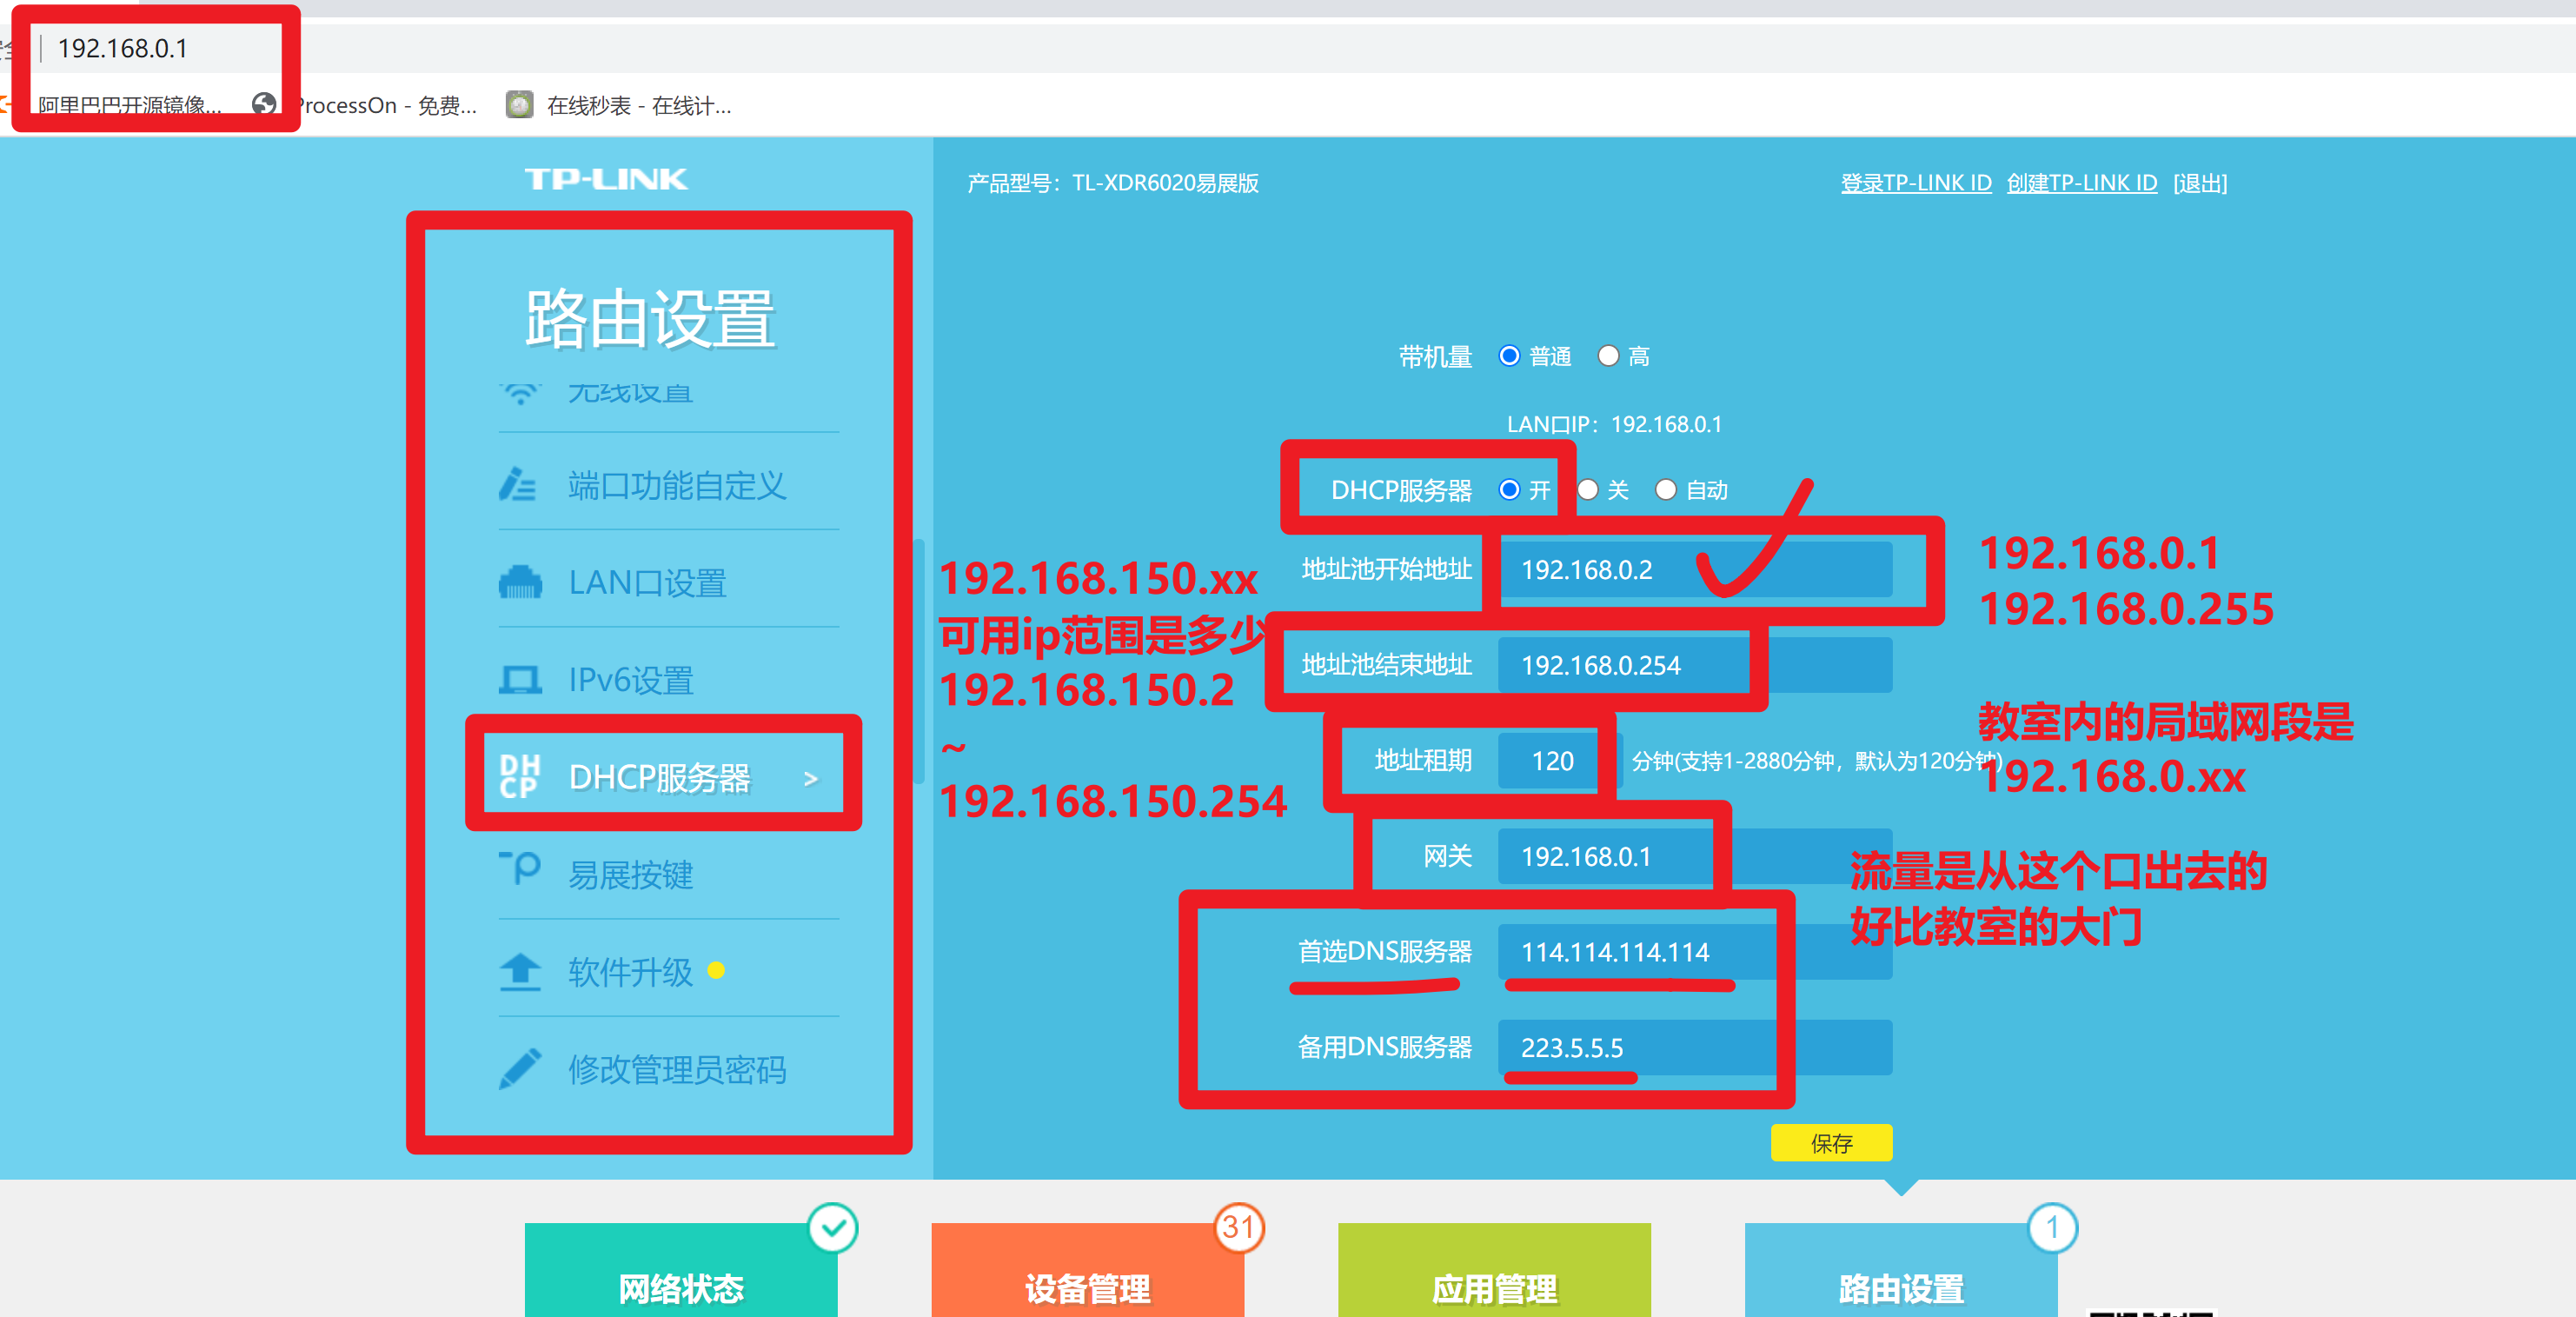 192.168.0.1
阿里巴巴开源镜像...
ProcessOn - 免费...
在线秒表 - 在线计...
TP-LINK
产品型号：TL-XDR6020易展版
登录TP-LINK ID 创建TP-LINK ID [退出]
路由设置
无线设置
端口功能自定义
LAN口设置
IPv6设置
DHCP
DHCP服务器 >
易展按键
软件升级
修改管理员密码
带机量 普通 高
LAN口IP：192.168.0.1
DHCP服务器 开 关 自动
地址池开始地址 192.168.0.2
地址池结束地址 192.168.0.254
地址租期 120 分钟(支持1-2880分钟，默认为120分钟)
网关 192.168.0.1
首选DNS服务器 114.114.114.114
备用DNS服务器 223.5.5.5
保存
192.168.150.xx
可用ip范围是多少
192.168.150.2
~
192.168.150.254
192.168.0.1
192.168.0.255
教室内的局域网段是
192.168.0.xx
流量是从这个口出去的
好比教室的大门
网络状态
31
设备管理
应用管理
1
路由设置